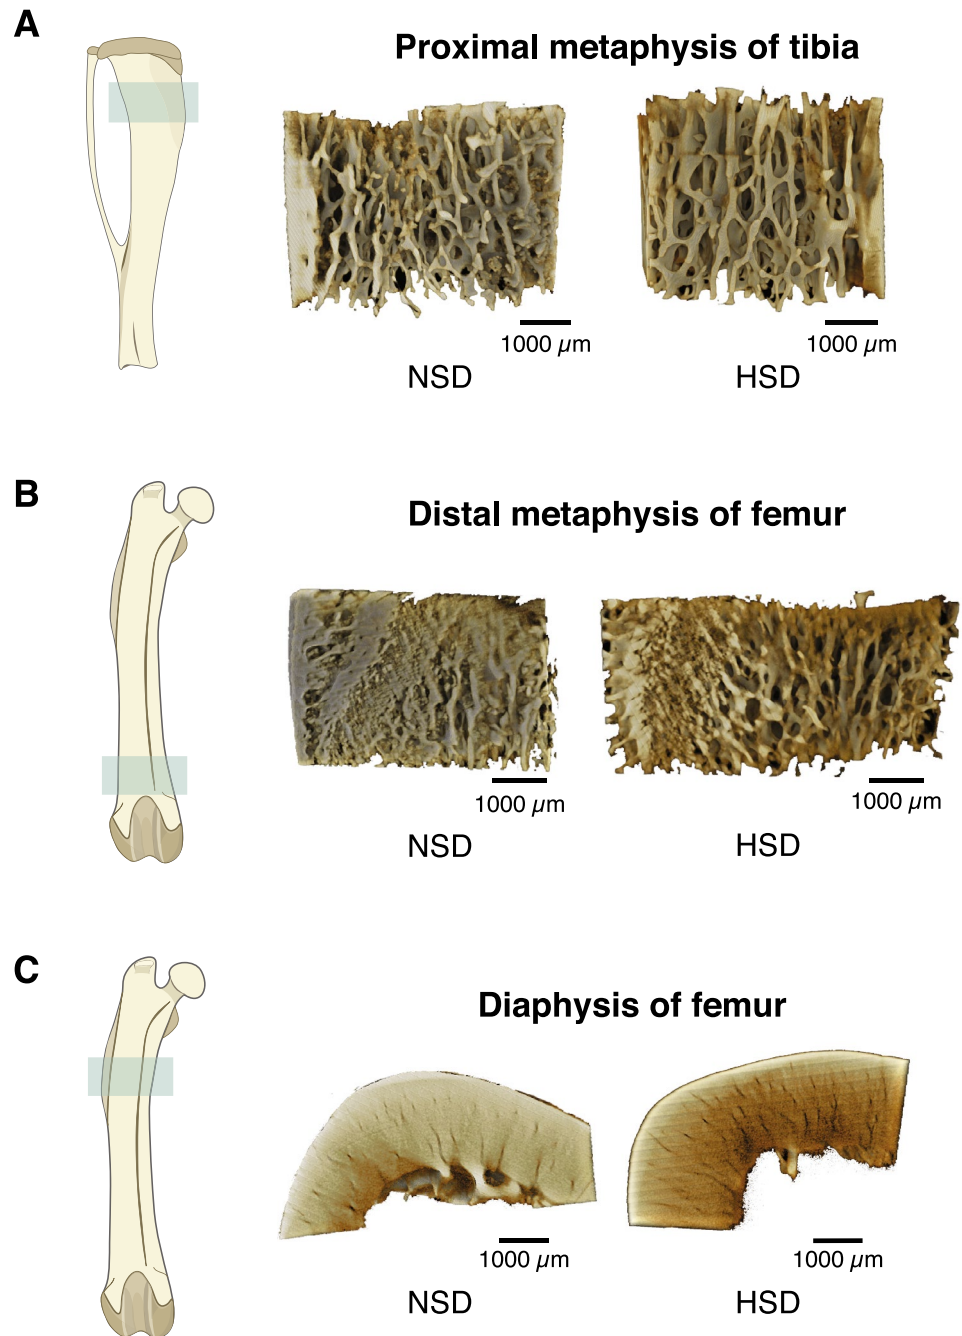 A
Proximal metaphysis of tibia
1000 µm
1000 µm
NSD
HSD
B
Distal metaphysis of femur
1000 µm
1000 µm
NSD
HSD
C
Diaphysis of femur
1000 µm
1000 µm
NSD
HSD